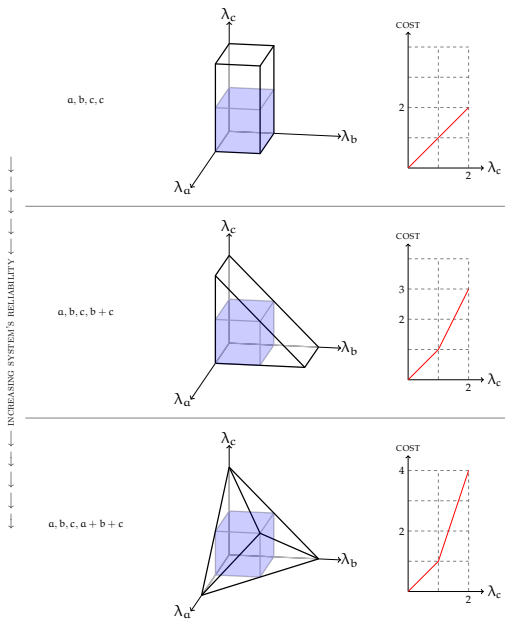 λc
COST
a, b, c, c
2
λb
λa
λc
2
INCREASING SYSTEM'S RELIABILITY
λc
COST
a, b, c, b + c
3
2
λb
λa
λc
2
λc
COST
4
a, b, c, a + b + c
2
λb
λa
λc
2